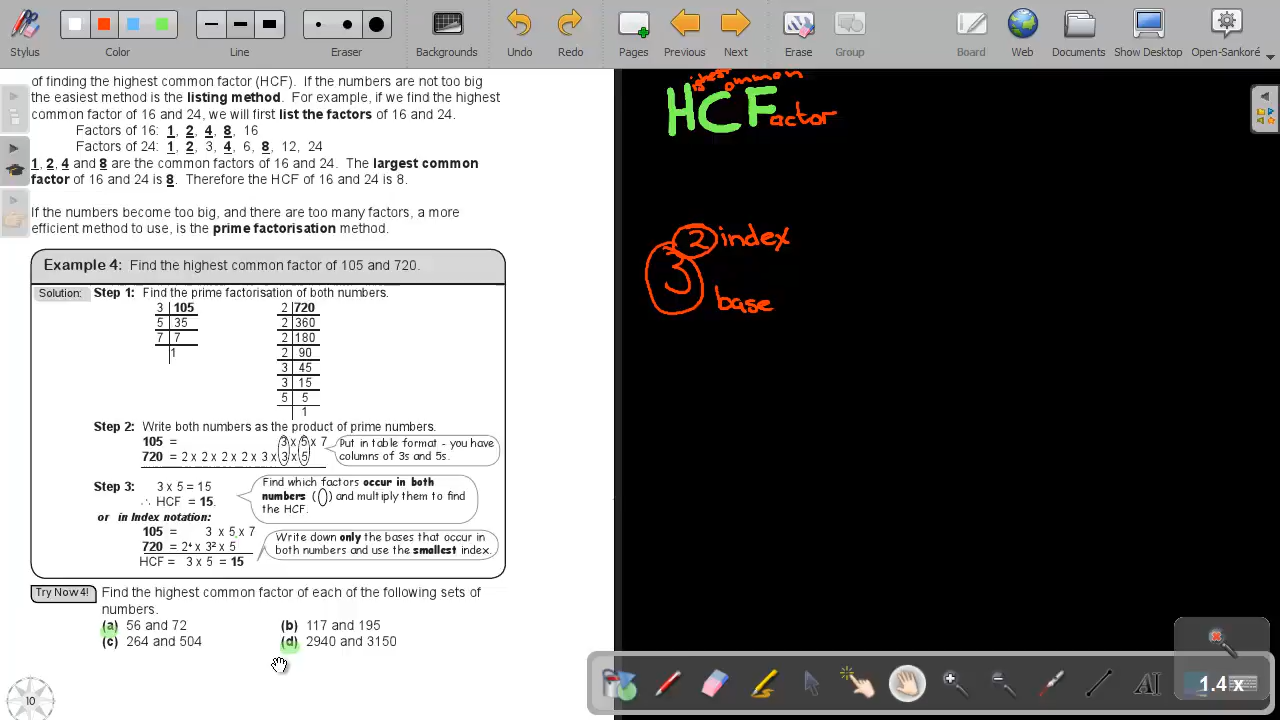 Stylus
Color
Line
Eraser
Backgrounds
Undo
Redo
Pages
Previous
Next
Erase
Group
Board
Web
Documents
Show Desktop
Open-Sankoré
of finding the highest common factor (HCF). If the numbers are not too big
the easiest method is the listing method. For example, if we find the highest
common factor of 16 and 24, we will first list the factors of 16 and 24.
Factors of 16: 1, 2, 4, 8, 16
Factors of 24: 1, 2, 3, 4, 6, 8, 12, 24
1, 2, 4 and 8 are the common factors of 16 and 24. The largest common
factor of 16 and 24 is 8. Therefore the HCF of 16 and 24 is 8.
If the numbers become too big, and there are too many factors, a more
efficient method to use, is the prime factorisation method.
Example 4: Find the highest common factor of 105 and 720.
Solution: Step 1: Find the prime factorisation of both numbers.
3 105 2 720
5 35 2 360
7 7 2 180
1 2 90
3 45
3 15
5 5
1
Step 2: Write both numbers as the product of prime numbers.
105 = 3 x 5 x 7
720 = 2 x 2 x 2 x 2 x 3 x 3 x 5
Put in table format - you have
columns of 3s and 5s.
Step 3: 3 x 5 = 15
∴ HCF = 15.
Find which factors occur in both
numbers ( ) and multiply them to find
the HCF.
or in Index notation:
105 = 3 x 5 x 7
720 = 2⁴ x 3² x 5
HCF = 3 x 5 = 15
Write down only the bases that occur in
both numbers and use the smallest index.
Try Now 4! Find the highest common factor of each of the following sets of
numbers.
(a) 56 and 72 (b) 117 and 195
(c) 264 and 504 (d) 2940 and 3150
10
Highest Common Factor
2 index
3
base
1.4 x